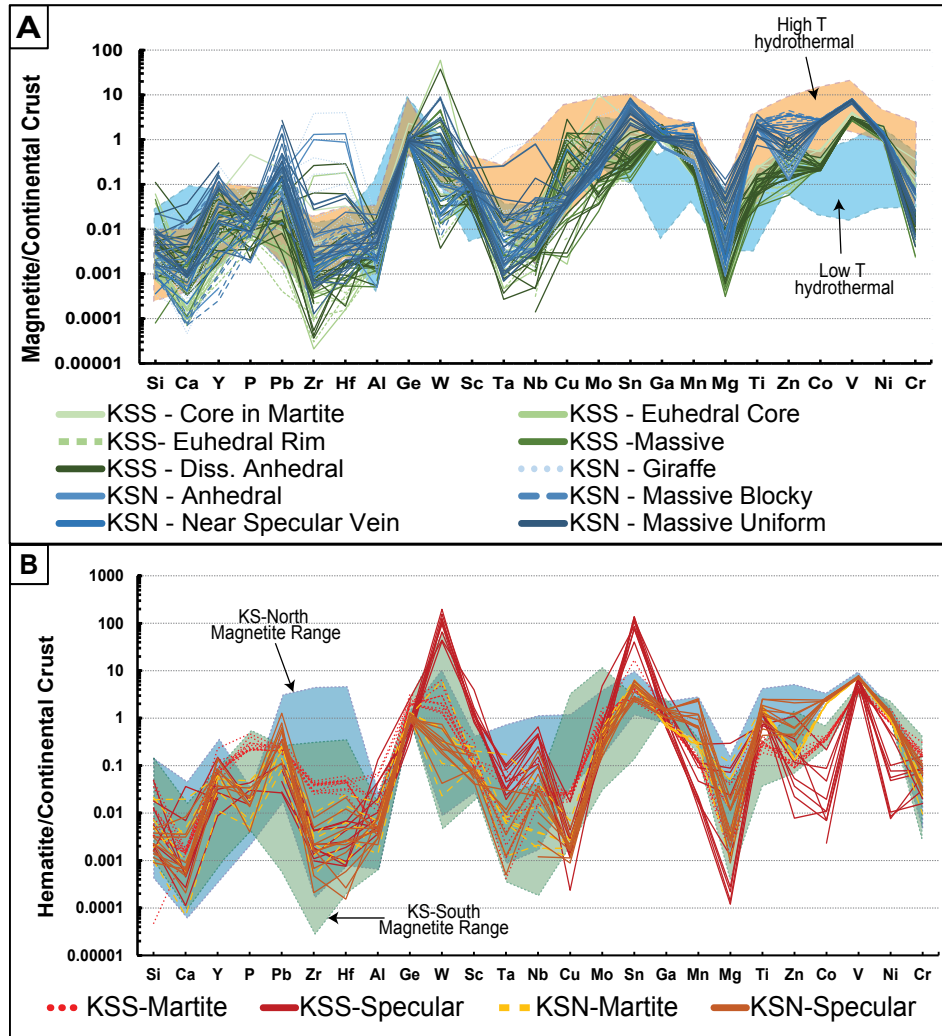 A
High T
hydrothermal
Magnetite/Continental Crust
100
10
1
0.1
0.01
0.001
0.0001
0.00001
Low T
hydrothermal
Si Ca Y P Pb Zr Hf Al Ge W Sc Ta Nb Cu Mo Sn Ga Mn Mg Ti Zn Co V Ni Cr
KSS - Core in Martite KSS - Euhedral Core
KSS- Euhedral Rim KSS -Massive
KSS - Diss. Anhedral KSN - Giraffe
KSN - Anhedral KSN - Massive Blocky
KSN - Near Specular Vein KSN - Massive Uniform
B
Hematite/Continental Crust
1000
100
10
1
0.1
0.01
0.001
0.0001
0.00001
KS-North
Magnetite Range
KS-South
Magnetite Range
Si Ca Y P Pb Zr Hf Al Ge W Sc Ta Nb Cu Mo Sn Ga Mn Mg Ti Zn Co V Ni Cr
KSS-Martite KSS-Specular KSN-Martite KSN-Specular